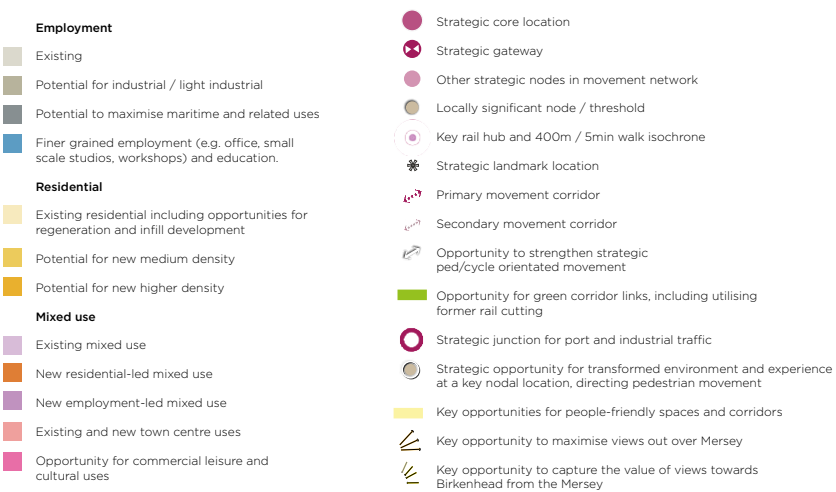 Employment
Existing
Potential for industrial / light industrial
Potential to maximise maritime and related uses
Finer grained employment (e.g. office, small
scale studios, workshops) and education.
Residential
Existing residential including opportunities for
regeneration and infill development
Potential for new medium density
Potential for new higher density
Mixed use
Existing mixed use
New residential-led mixed use
New employment-led mixed use
Existing and new town centre uses
Opportunity for commercial leisure and
cultural uses
Strategic core location
Strategic gateway
Other strategic nodes in movement network
Locally significant node / threshold
Key rail hub and 400m / 5min walk isochrone
Strategic landmark location
Primary movement corridor
Secondary movement corridor
Opportunity to strengthen strategic
ped/cycle orientated movement
Opportunity for green corridor links, including utilising
former rail cutting
Strategic junction for port and industrial traffic
Strategic opportunity for transformed environment and experience
at a key nodal location, directing pedestrian movement
Key opportunities for people-friendly spaces and corridors
Key opportunity to maximise views out over Mersey
Key opportunity to capture the value of views towards
Birkenhead from the Mersey